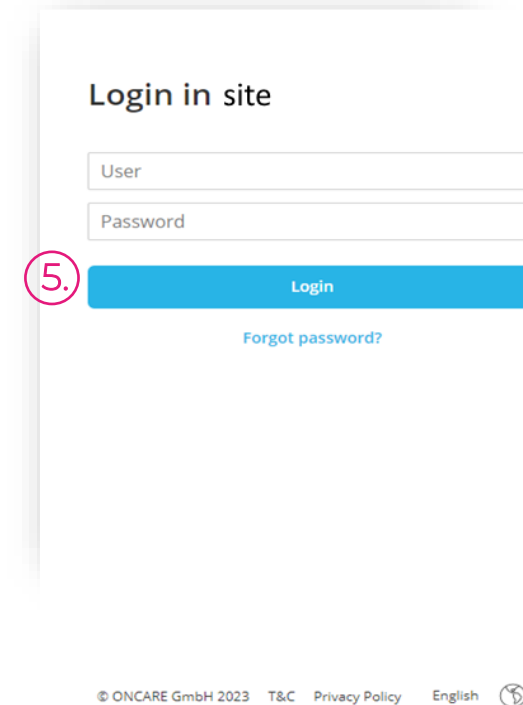 Login in site
User
Password
5.
Login
Forgot password?
© ONCARE GmbH 2023 T&C Privacy Policy English